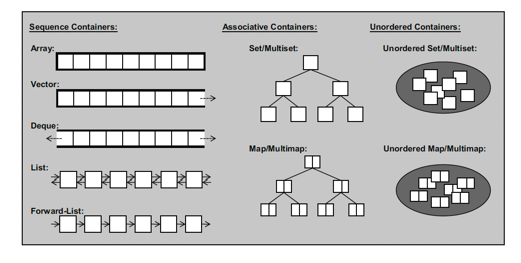 Sequence Containers:
Array:
Vector:
Deque:
List:
Forward-List:
Associative Containers:
Set/Multiset:
Map/Multimap:
Unordered Containers:
Unordered Set/Multiset:
Unordered Map/Multimap: